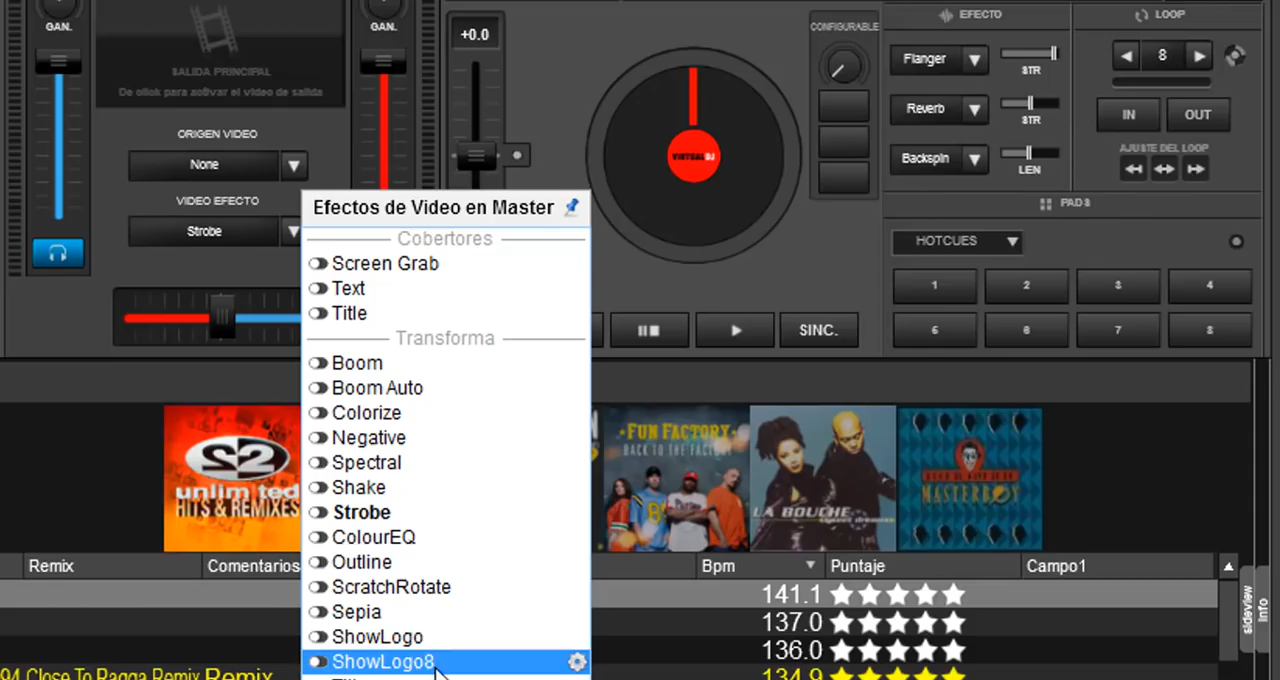 GAN.
GAN.
+0.0
CONFIGURABLE
EFECTO
LOOP
SALIDA PRINCIPAL
De click para activar el video de salida
Flanger
STR
8
Reverb
STR
IN
OUT
ORIGEN VIDEO
None
VIRTUAL DJ
Backspin
LEN
AJUSTE DEL LOOP
VIDEO EFECTO
Strobe
PADS
HOTCUES
1
2
3
4
5
6
7
8
SINC.
Efectos de Video en Master
Cobertores
Screen Grab
Text
Title
Transforma
Boom
Boom Auto
Colorize
Negative
Spectral
Shake
Strobe
ColourEQ
Outline
ScratchRotate
Sepia
ShowLogo
ShowLogo8
HITS & REMIXES
FUN FACTORY
BACK TO THE FACTORY
LA BOUCHE
sweet dreams
MASTERBOY
Remix
Comentarios
Bpm
Puntaje
Campo1
141.1
137.0
136.0
94 Close To Ragga Remix Remix
134.9
sideview
info